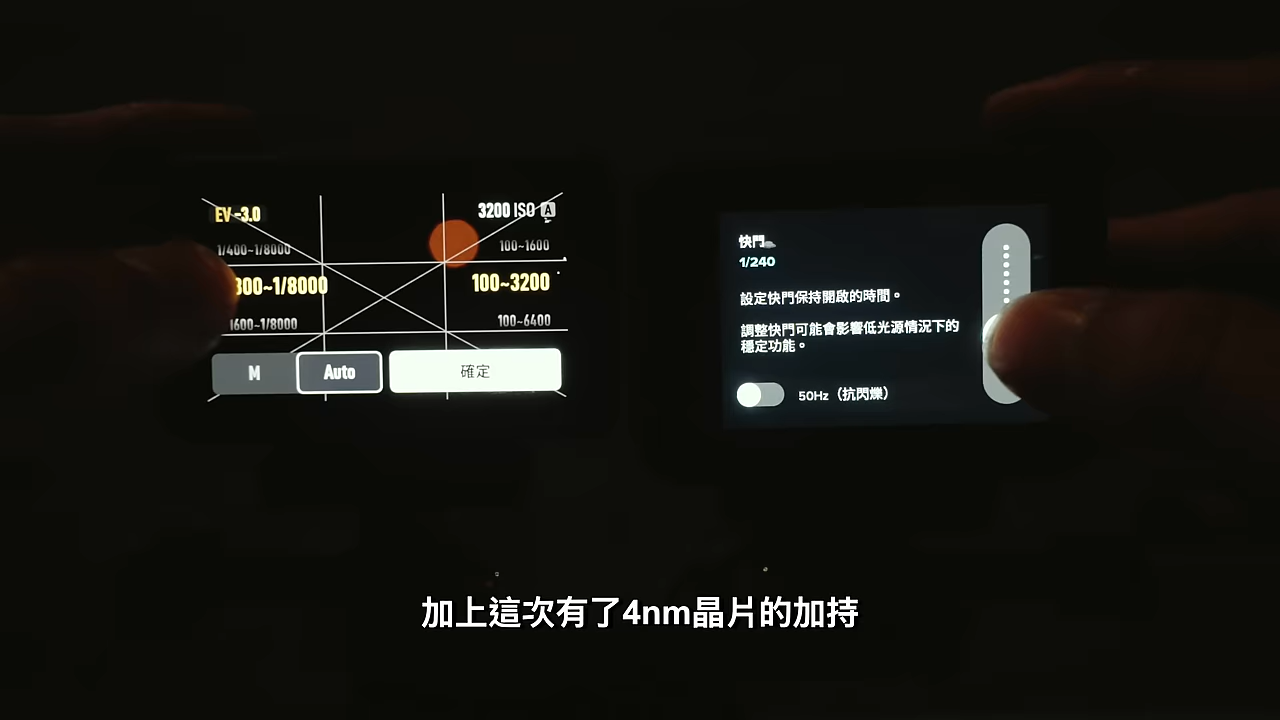 EV -3.0
3200 ISO A
1/400~1/8000
100~1600
800~1/8000
100~3200
1600~1/8000
100~6400
M
Auto
確定
快門
1/240
設定快門保持開啟的時間。
調整快門可能會影響低光源情況下的
穩定功能。
50Hz（抗閃爍）
加上這次有了4nm晶片的加持